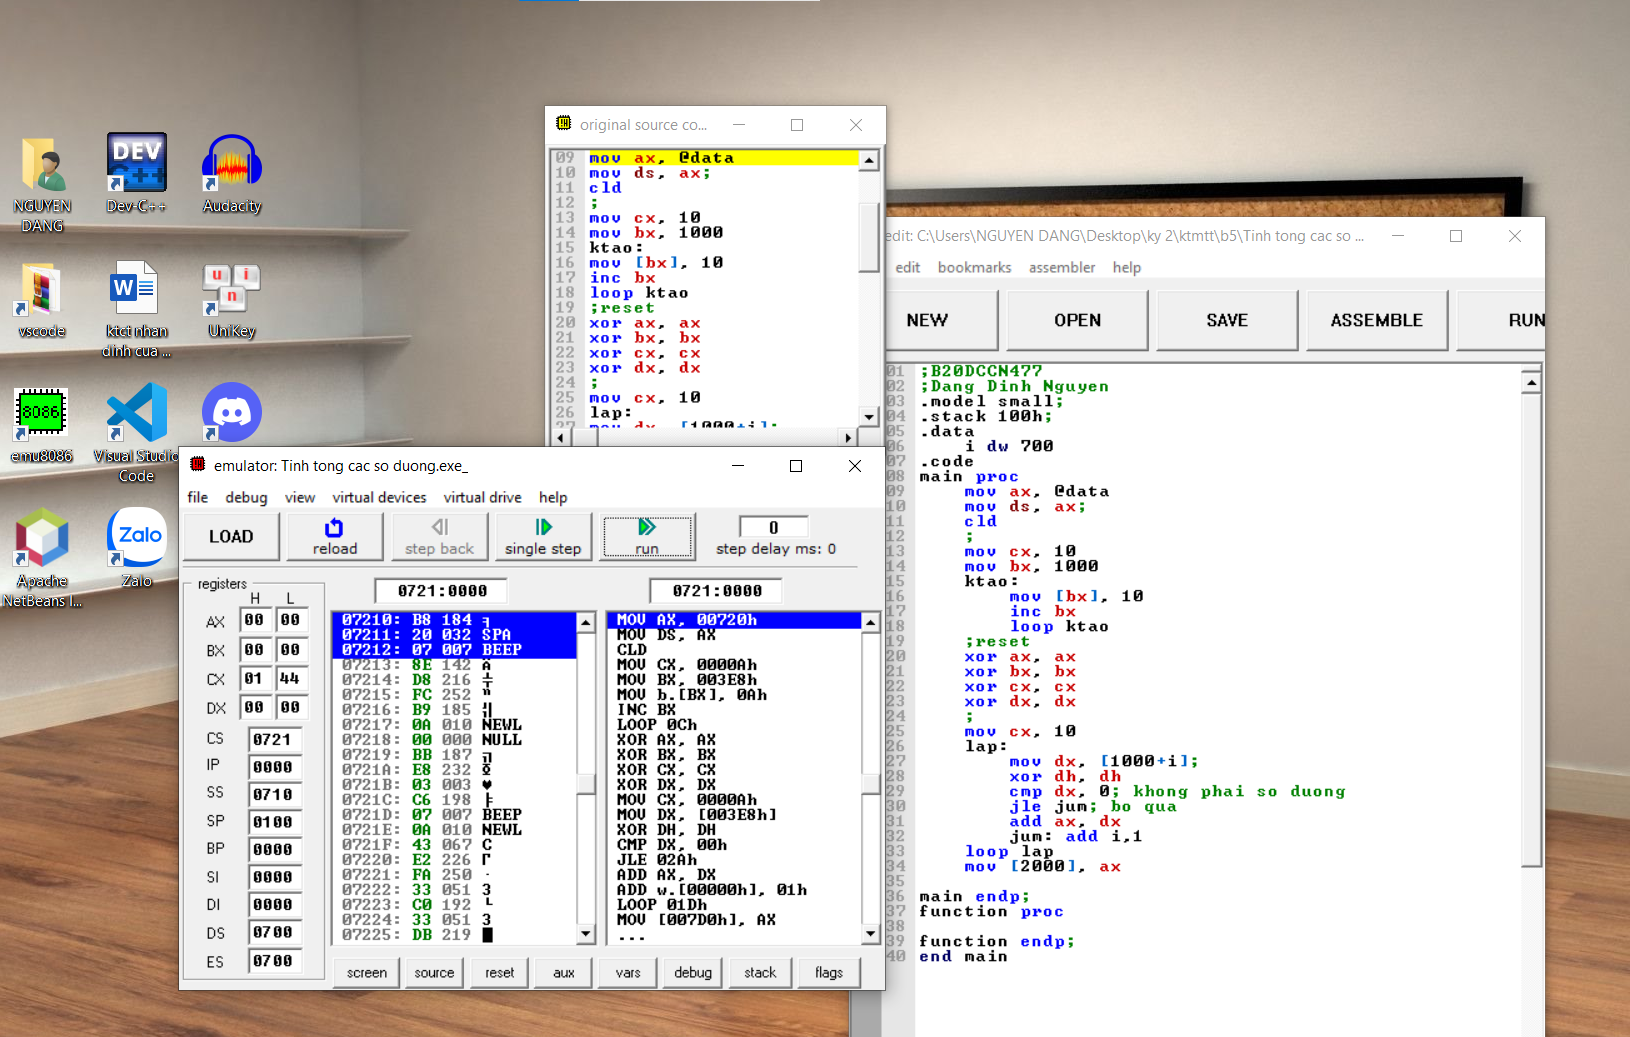 NGUYEN
DANG
Dev-C++
Audacity
vscode
ktct nhan
dinh cua ...
UniKey
emu8086
Visual Studio
Code
Apache
NetBeans I...
Zalo
original source co...
09 mov ax, @data
10 mov ds, ax;
11 cld
12 ;
13 mov cx, 10
14 mov bx, 1000
15 ktao:
16 mov [bx], 10
17 inc bx
18 loop ktao
19 ;reset
20 xor ax, ax
21 xor bx, bx
22 xor cx, cx
23 xor dx, dx
24 ;
25 mov cx, 10
26 lap:
27 mov dx, [1000+i];
edit: C:\Users\NGUYEN DANG\Desktop\ky 2\ktmtt\b5\Tinh tong cac so ...
edit bookmarks assembler help
NEW OPEN SAVE ASSEMBLE RUN
01 ;B20DCCN477
02 ;Dang Dinh Nguyen
03 .model small;
04 .stack 100h;
05 .data
06 i dw 700
07 .code
08 main proc
09 mov ax, @data
10 mov ds, ax;
11 cld
12 ;
13 mov cx, 10
14 mov bx, 1000
15 ktao:
16 mov [bx], 10
17 inc bx
18 loop ktao
19 ;reset
20 xor ax, ax
21 xor bx, bx
22 xor cx, cx
23 xor dx, dx
24 ;
25 mov cx, 10
26 lap:
27 mov dx, [1000+i];
28 xor dh, dh
29 cmp dx, 0; khong phai so duong
30 jle jum; bo qua
31 add ax, dx
32 jum: add i,1
33 loop lap
34 mov [2000], ax
35
36 main endp;
37 function proc
38
39 function endp;
40 end main
emulator: Tinh tong cac so duong.exe_
file debug view virtual devices virtual drive help
LOAD reload step back single step run
0
step delay ms: 0
registers
H L
AX 00 00
BX 00 00
CX 01 44
DX 00 00
CS 0721
IP 0000
SS 0710
SP 0100
BP 0000
SI 0000
DI 0000
DS 0700
ES 0700
0721:0000
07210: B8 184 ╕
07211: 20 032 SPA
07212: 07 007 BEEP
07213: 8E 142 Ä
07214: D8 216 ╪
07215: FC 252 ⁿ
07216: B9 185 ╣
07217: 0A 010 NEWL
07218: 00 000 NULL
07219: BB 187 ╗
0721A: E8 232
0721B: 03 003 ♥
0721C: C6 198 ╞
0721D: 07 007 BEEP
0721E: 0A 010 NEWL
0721F: 43 067 C
07220: E2 226 Γ
07221: FA 250 ·
07222: 33 051 3
07223: C0 192 └
07224: 33 051 3
07225: DB 219 █
0721:0000
MOV AX, 00720h
MOV DS, AX
CLD
MOV CX, 0000Ah
MOV BX, 003E8h
MOV b.[BX], 0Ah
INC BX
LOOP 0Ch
XOR AX, AX
XOR BX, BX
XOR CX, CX
XOR DX, DX
MOV CX, 0000Ah
MOV DX, [003E8h]
XOR DH, DH
CMP DX, 00h
JLE 02Ah
ADD AX, DX
ADD w.[00000h], 01h
LOOP 01Dh
MOV [007D0h], AX
...
screen source reset aux vars debug stack flags